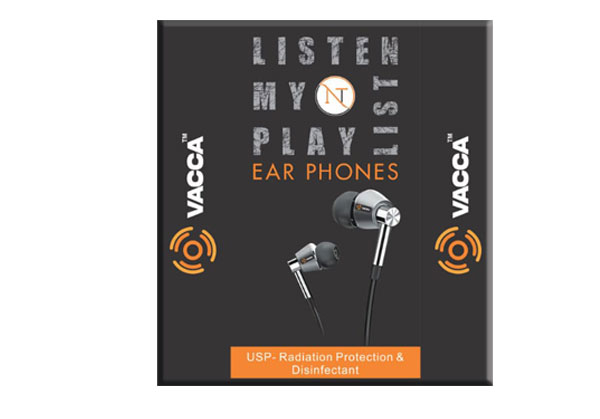 LISTEN
MY NT
PLAY LIST
EAR PHONES
VACCA™
VACCA™
USP- Radiation Protection &
Disinfectant